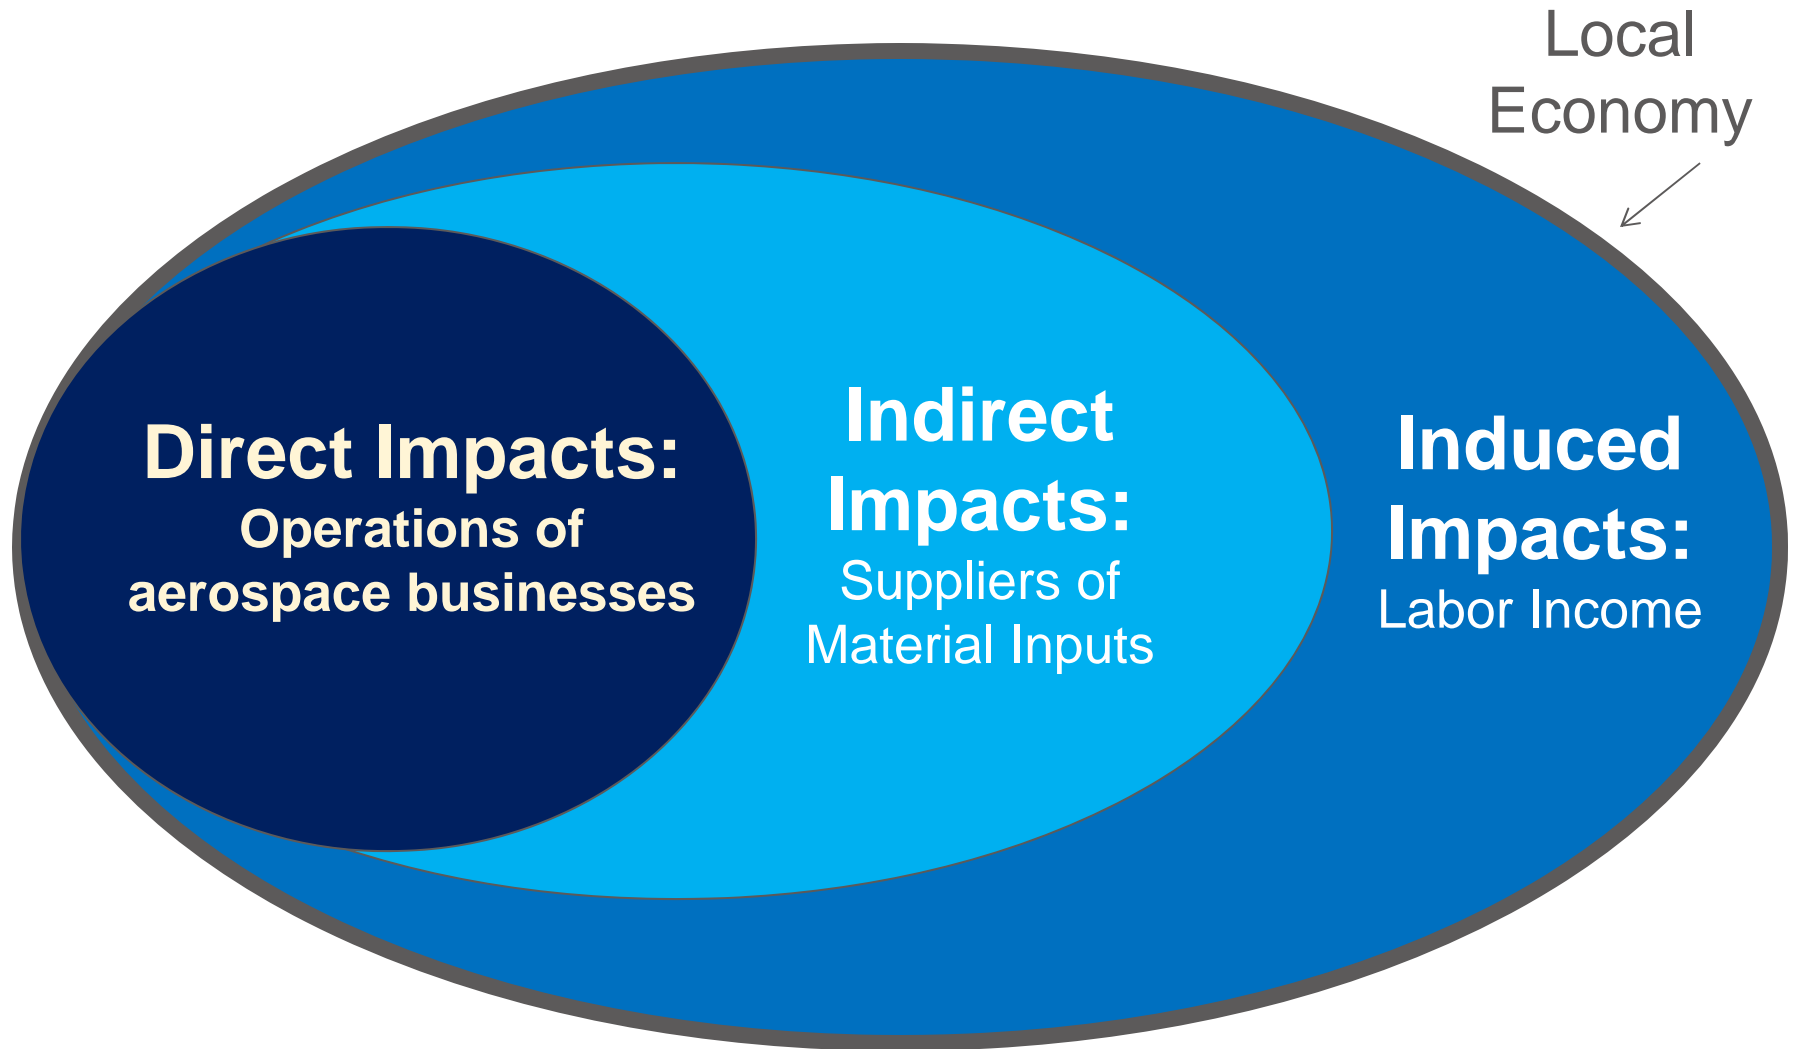 Local
Economy
Direct Impacts:
Operations of
aerospace businesses
Indirect
Impacts:
Suppliers of
Material Inputs
Induced
Impacts:
Labor Income